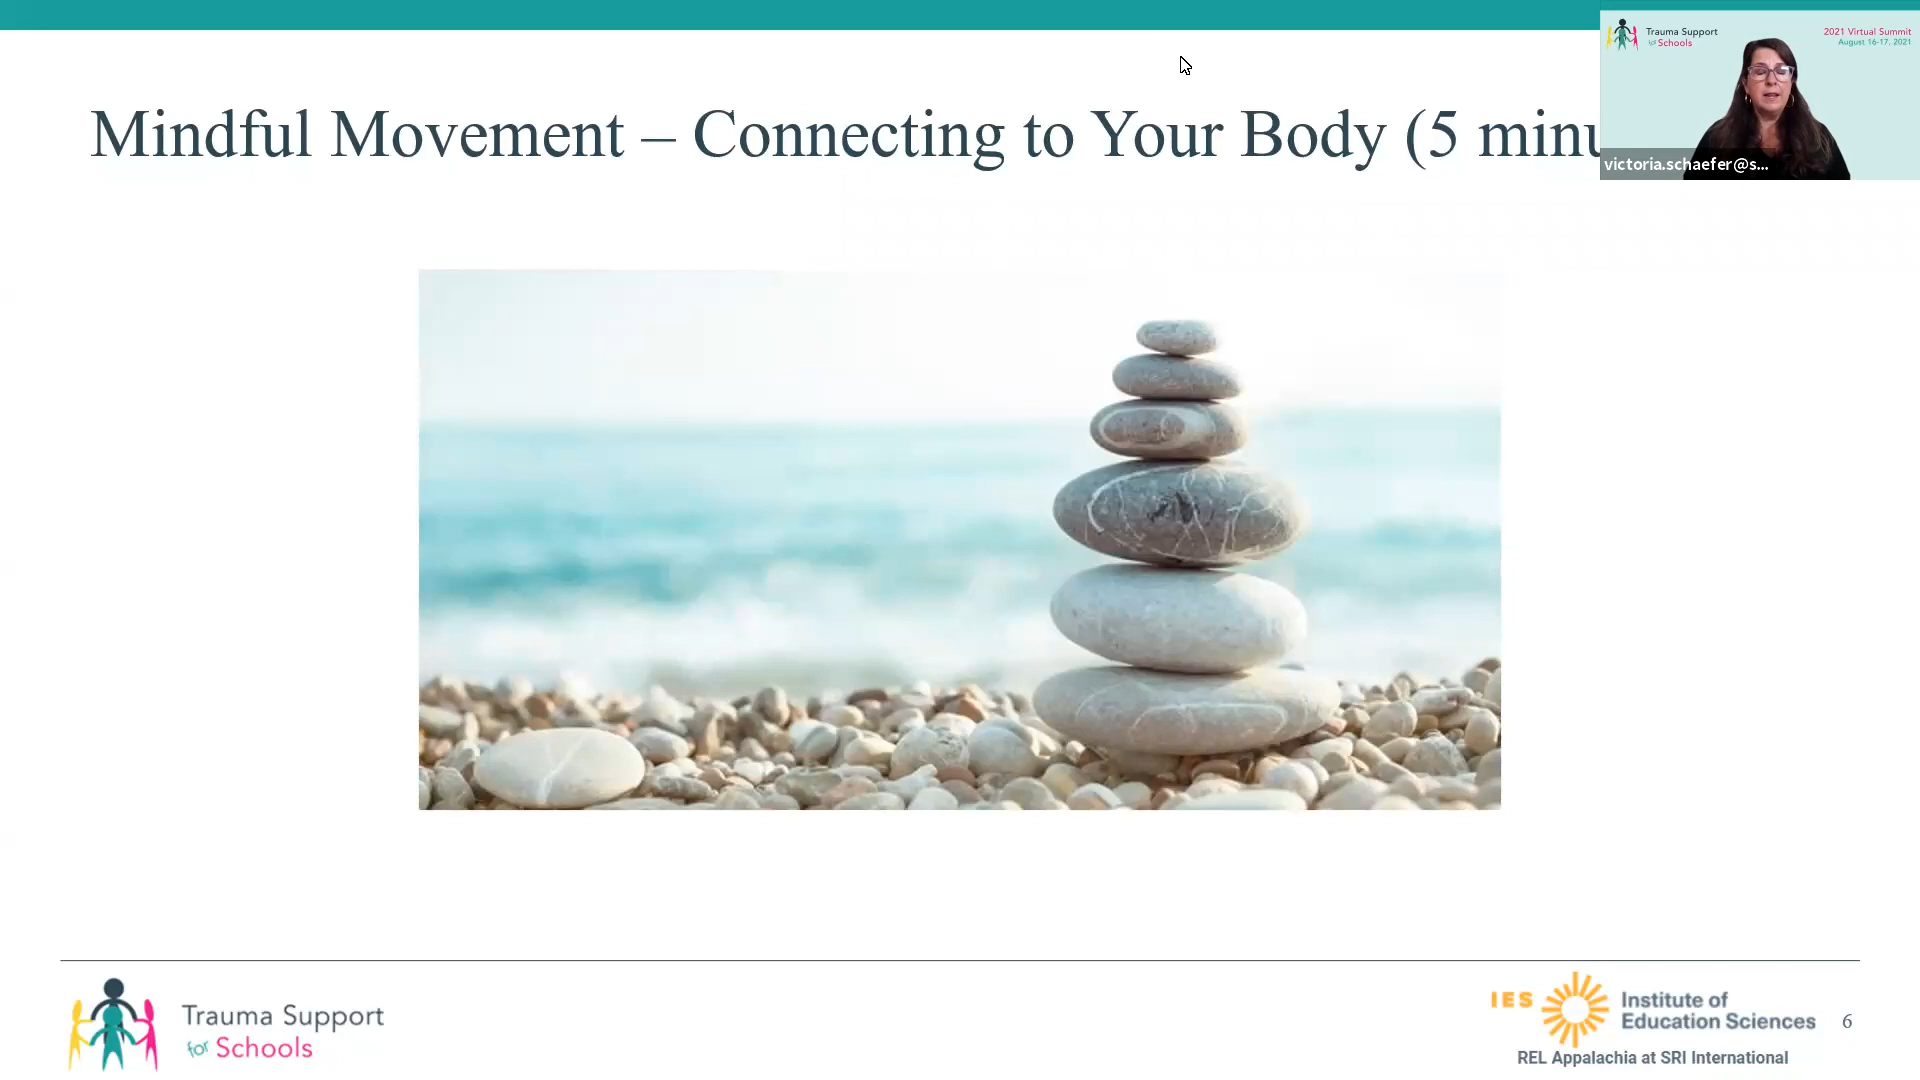 Trauma Support
for Schools
2021 Virtual Summit
August 16-17, 2021
Mindful Movement – Connecting to Your Body (5 minu
victoria.schaefer@s...
Trauma Support
for Schools
IES Institute of
Education Sciences
REL Appalachia at SRI International
6